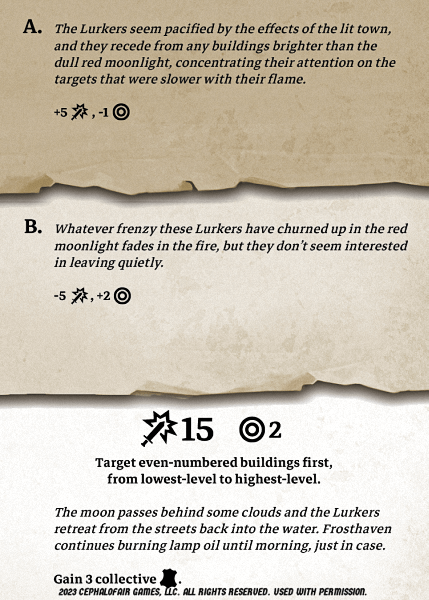 A. The Lurkers seem pacified by the effects of the lit town,
and they recede from any buildings brighter than the
dull red moonlight, concentrating their attention on the
targets that were slower with their flame.
+5 , -1
B. Whatever frenzy these Lurkers have churned up in the red
moonlight fades in the fire, but they don't seem interested
in leaving quietly.
-5 , +2
15 2
Target even-numbered buildings first,
from lowest-level to highest-level.
The moon passes behind some clouds and the Lurkers
retreat from the streets back into the water. Frosthaven
continues burning lamp oil until morning, just in case.
Gain 3 collective .
2023 CEPHALOFAIR GAMES, LLC. ALL RIGHTS RESERVED. USED WITH PERMISSION.